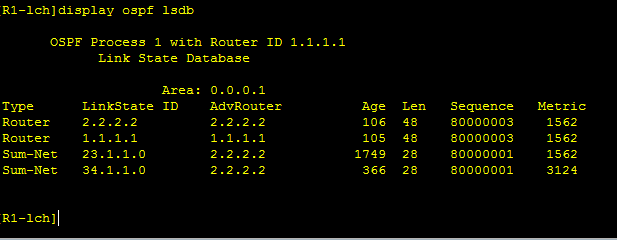 [R1-lch]display ospf lsdb
OSPF Process 1 with Router ID 1.1.1.1
Link State Database
Area: 0.0.0.1
Type LinkState ID AdvRouter Age Len Sequence Metric
Router 2.2.2.2 2.2.2.2 106 48 80000003 1562
Router 1.1.1.1 1.1.1.1 105 48 80000003 1562
Sum-Net 23.1.1.0 2.2.2.2 1749 28 80000001 1562
Sum-Net 34.1.1.0 2.2.2.2 366 28 80000001 3124
[R1-lch]